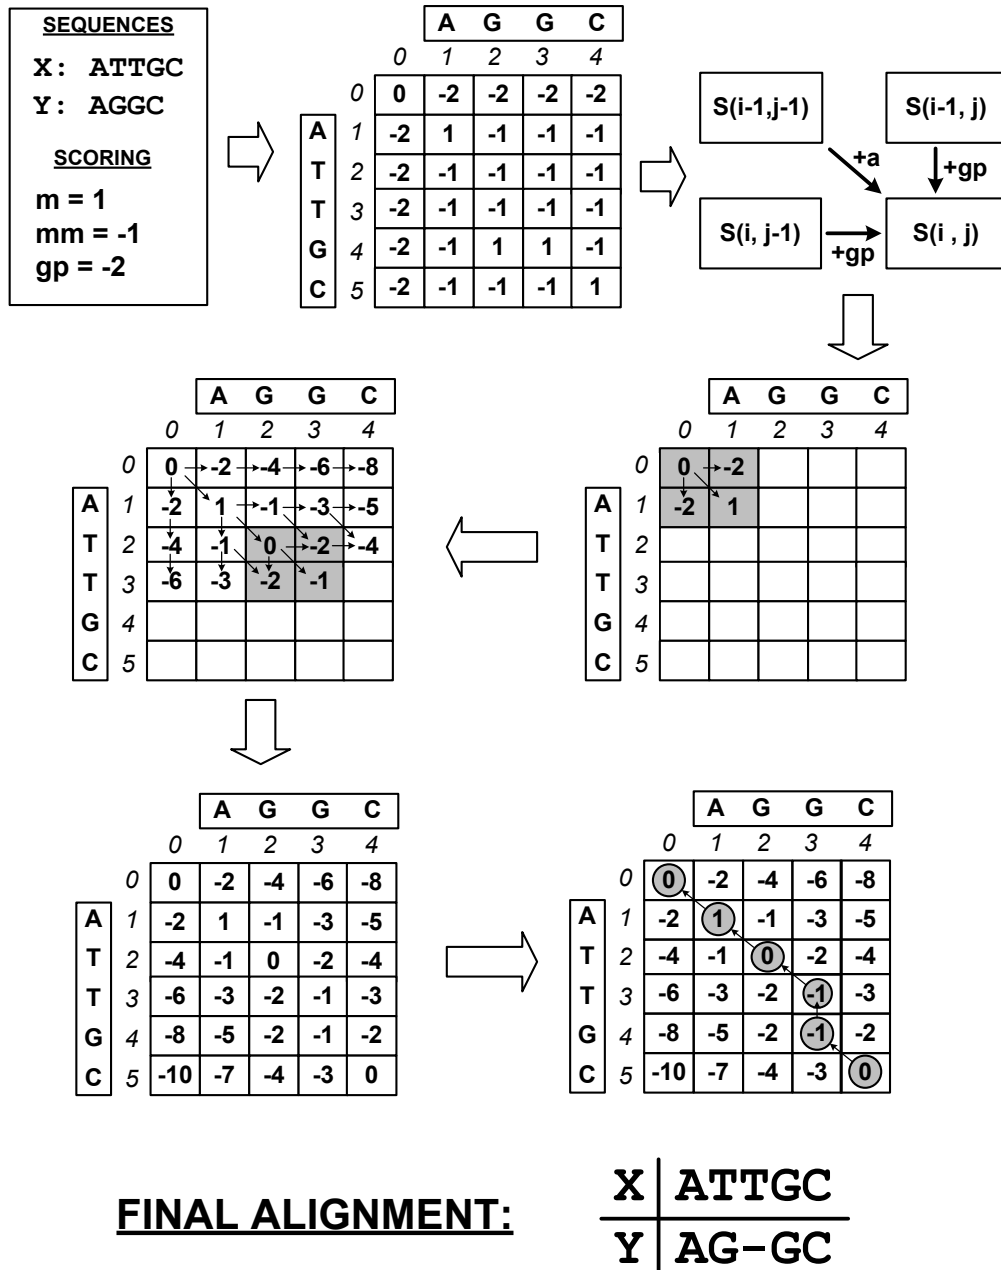 SEQUENCES
X: ATTGC
Y: AGGC
SCORING
m = 1
mm = -1
gp = -2
A G G C
0 1 2 3 4
0 0 -2 -2 -2 -2
A 1 -2 1 -1 -1 -1
T 2 -2 -1 -1 -1 -1
T 3 -2 -1 -1 -1 -1
G 4 -2 -1 1 1 -1
C 5 -2 -1 -1 -1 1
S(i-1,j-1) S(i-1, j)
+a +gp
S(i, j-1) S(i , j)
+gp
A G G C
0 1 2 3 4
0 0 -2 -4 -6 -8
A 1 -2 1 -1 -3 -5
T 2 -4 -1 0 -2 -4
T 3 -6 -3 -2 -1
G 4
C 5
A G G C
0 1 2 3 4
0 0 -2
A 1 -2 1
T 2
T 3
G 4
C 5
A G G C
0 1 2 3 4
0 0 -2 -4 -6 -8
A 1 -2 1 -1 -3 -5
T 2 -4 -1 0 -2 -4
T 3 -6 -3 -2 -1 -3
G 4 -8 -5 -2 -1 -2
C 5 -10 -7 -4 -3 0
A G G C
0 1 2 3 4
0 0 -2 -4 -6 -8
A 1 -2 1 -1 -3 -5
T 2 -4 -1 0 -2 -4
T 3 -6 -3 -2 -1 -3
G 4 -8 -5 -2 -1 -2
C 5 -10 -7 -4 -3 0
FINAL ALIGNMENT:
X ATTGC
Y AG-GC